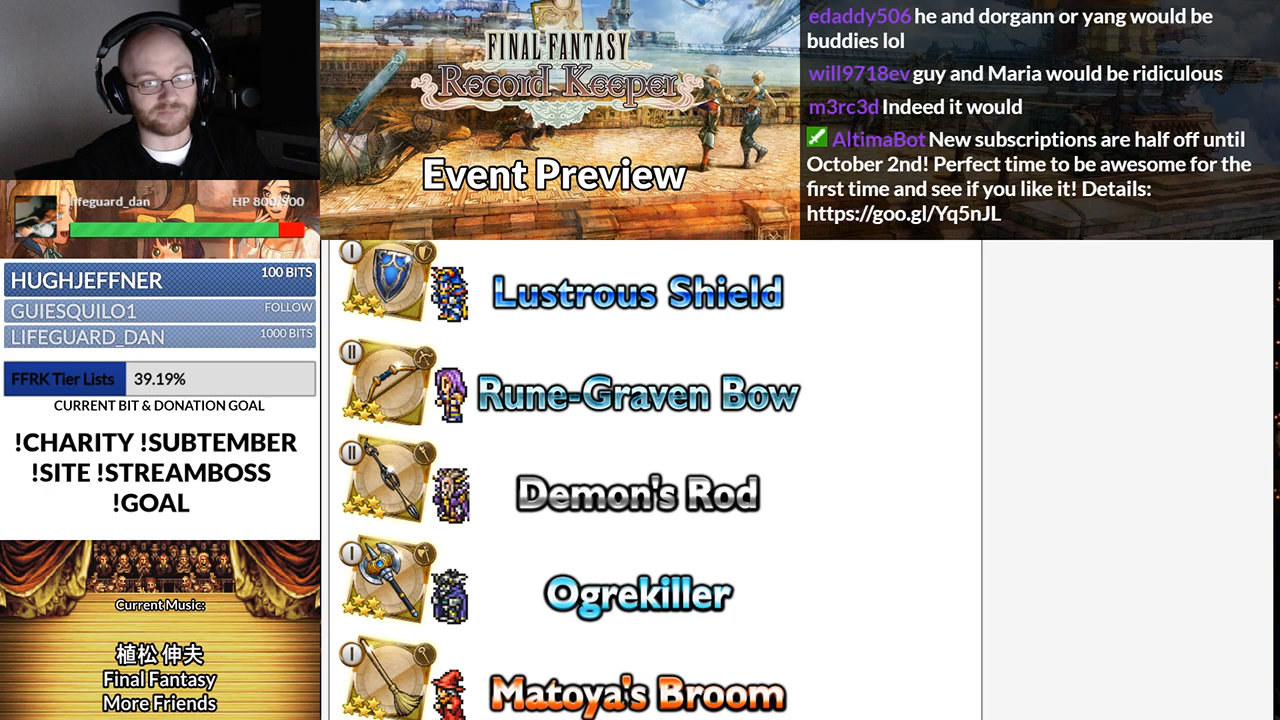 edaddy506 he and dorgann or yang would be
buddies lol
will9718ev guy and Maria would be ridiculous
m3rc3d Indeed it would
AltimaBot New subscriptions are half off until
October 2nd! Perfect time to be awesome for the
first time and see if you like it! Details:
https://goo.gl/Yq5nJL
FINAL FANTASY
Record Keeper
Event Preview
lifeguard_dan HP 800/900
HUGHJEFFNER 100 BITS
GUIESQUILO1 FOLLOW
LIFEGUARD_DAN 1000 BITS
FFRK Tier Lists 39.19%
CURRENT BIT & DONATION GOAL
!CHARITY !SUBTEMBER
!SITE !STREAMBOSS
!GOAL
Current Music:
植松 伸夫
Final Fantasy
More Friends
I
Lustrous Shield
II
Rune-Graven Bow
II
Demon's Rod
I
Ogrekiller
I
Matoya's Broom